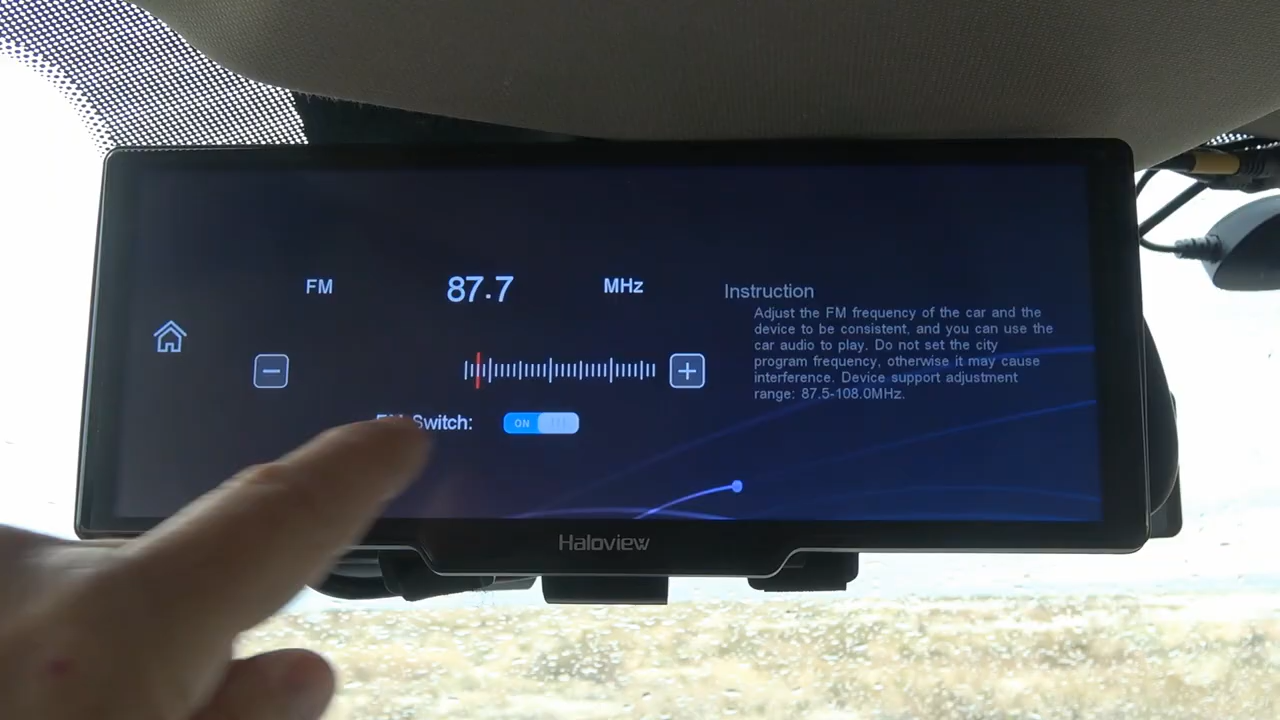 FM 87.7 MHz
Instruction
Adjust the FM frequency of the car and the
device to be consistent, and you can use the
car audio to play. Do not set the city
program frequency, otherwise it may cause
interference. Device support adjustment
range: 87.5-108.0MHz.
Switch: ON
Haloview